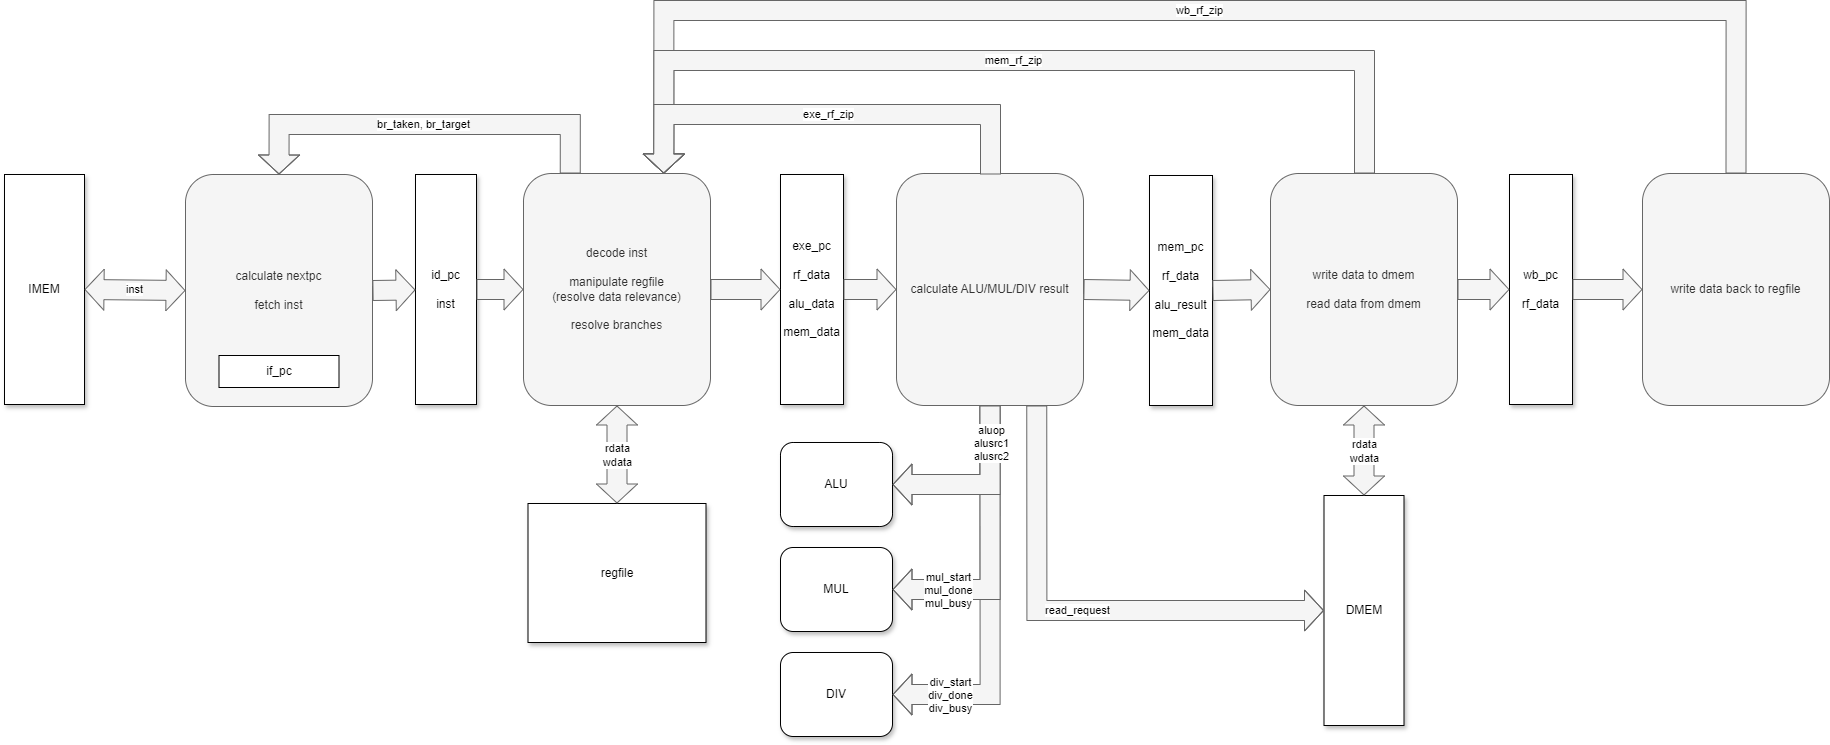 wb_rf_zip
mem_rf_zip
exe_rf_zip
br_taken, br_target
IMEM
inst
calculate nextpc
fetch inst
if_pc
id_pc
inst
decode inst
manipulate regfile
(resolve data relevance)
resolve branches
exe_pc
rf_data
alu_data
mem_data
calculate ALU/MUL/DIV result
mem_pc
rf_data
alu_result
mem_data
write data to dmem
read data from dmem
wb_pc
rf_data
write data back to regfile
rdata
wdata
regfile
aluop
alusrc1
alusrc2
ALU
MUL
mul_start
mul_done
mul_busy
DIV
div_start
div_done
div_busy
read_request
rdata
wdata
DMEM